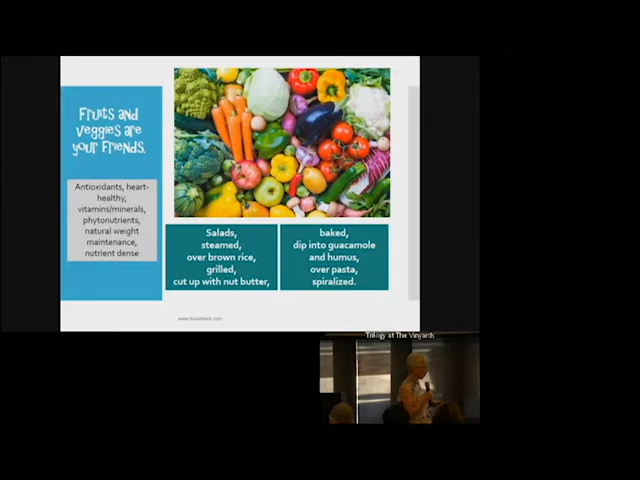 Fruits and
Veggies are
your Friends.
Antioxidants, heart-
healthy,
vitamins/minerals,
phytonutrients,
natural weight
maintenance,
nutrient dense
Salads,
steamed,
over brown rice,
grilled,
cut up with nut butter,
baked,
dip into guacamole
and humus,
over pasta,
spiralized.
Trilogy at The Vinyards